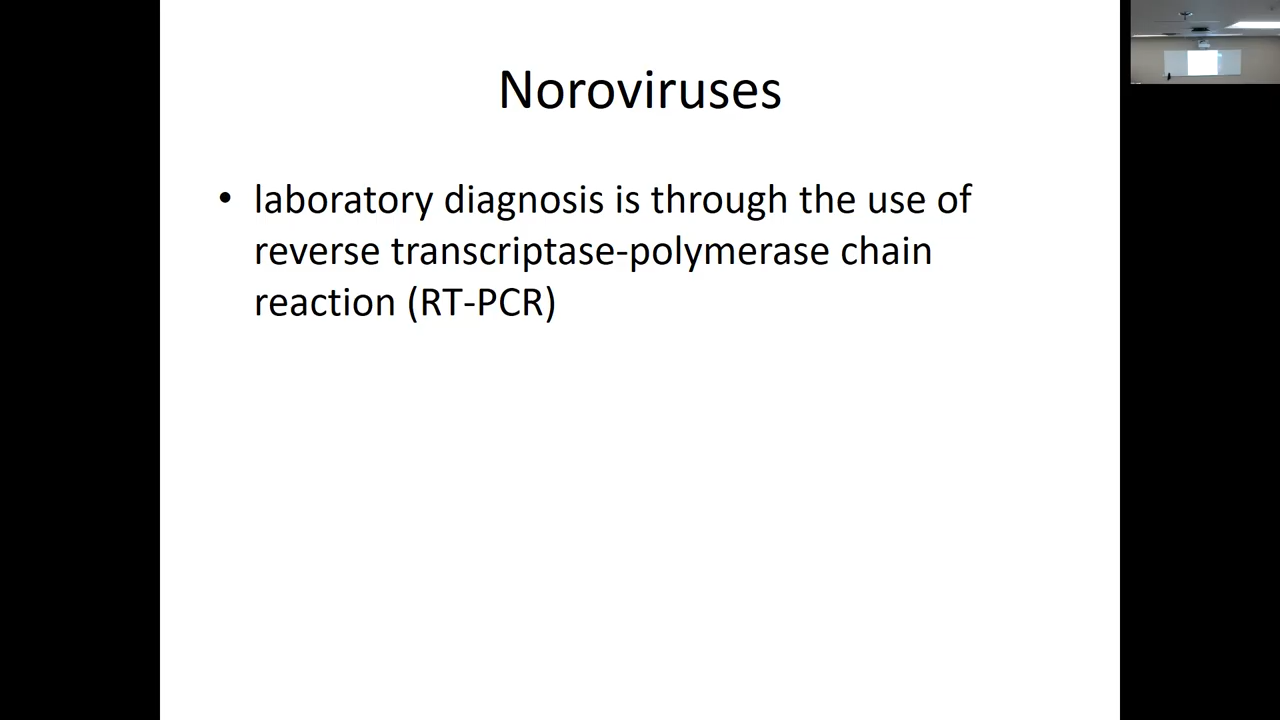 Noroviruses
• laboratory diagnosis is through the use of
reverse transcriptase-polymerase chain
reaction (RT-PCR)